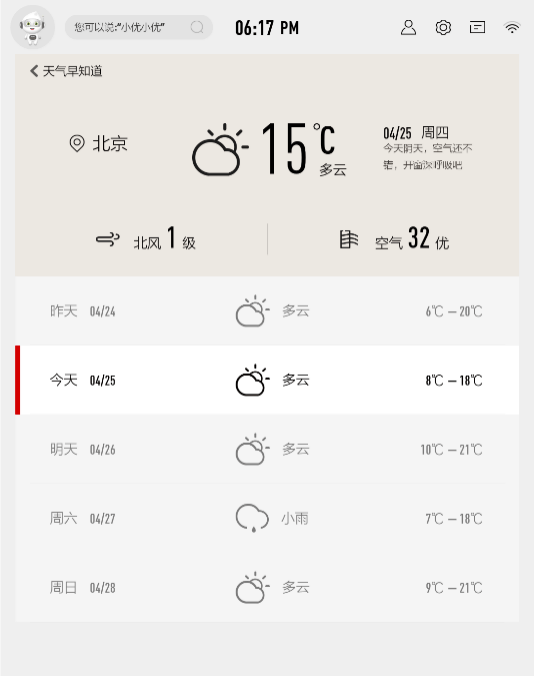 您可以说:“小优小优”
06:17 PM
天气早知道
北京
15℃
多云
04/25 周四
今天阴天，空气还不
错，开窗深呼吸吧
北风 1 级
空气 32 优
昨天 04/24 多云 6℃ — 20℃
今天 04/25 多云 8℃ — 18℃
明天 04/26 多云 10℃ — 21℃
周六 04/27 小雨 7℃ — 18℃
周日 04/28 多云 9℃ — 21℃